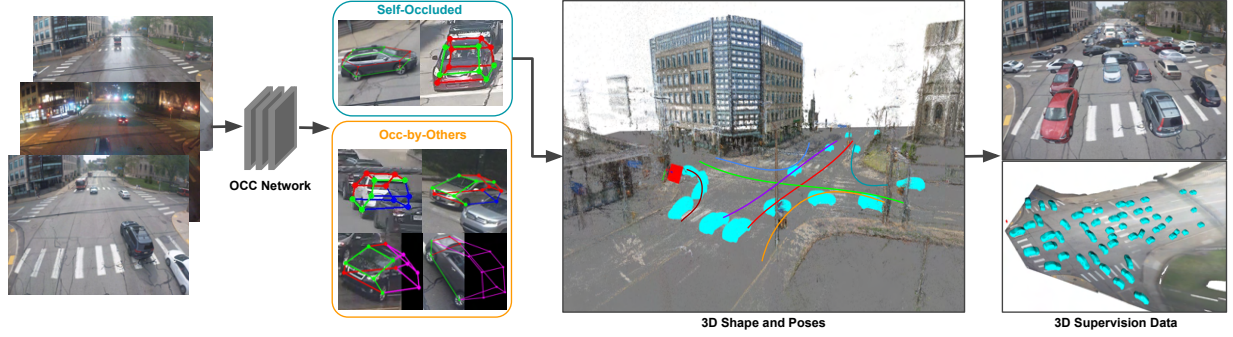 Self-Occluded
Occ-by-Others
OCC Network
3D Shape and Poses
3D Supervision Data